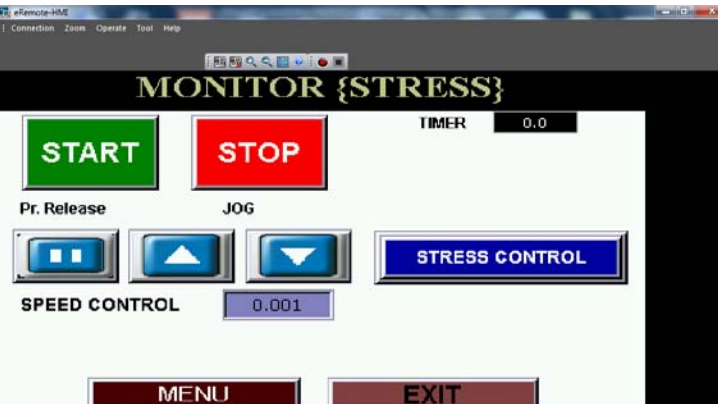 eRemote-HMI
Connection Zoom Operate Tool Help
MONITOR {STRESS}
TIMER 0.0
START STOP
Pr. Release JOG
STRESS CONTROL
SPEED CONTROL 0.001
MENU EXIT